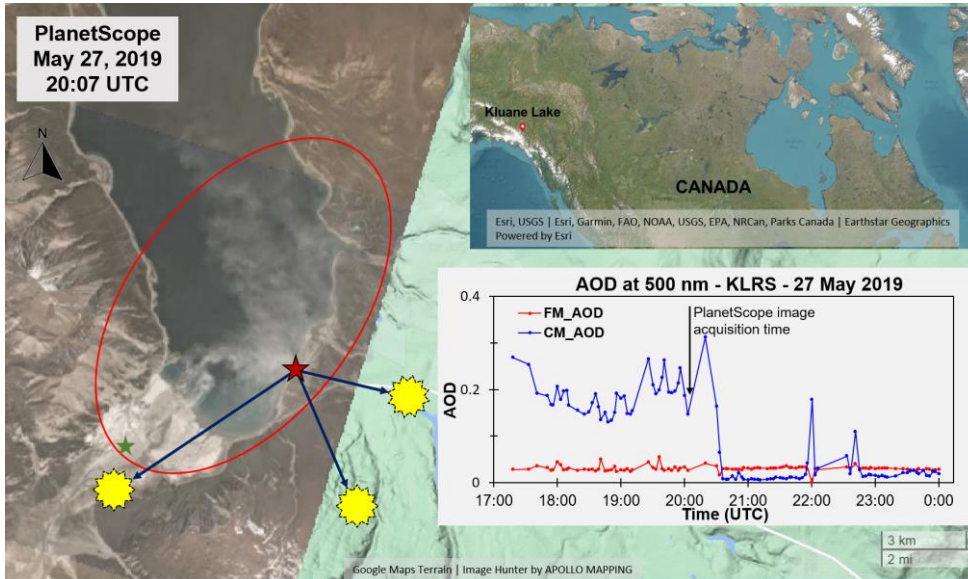 PlanetScope
May 27, 2019
20:07 UTC
N
Kluane Lake
CANADA
Esri, USGS | Esri, Garmin, FAO, NOAA, USGS, EPA, NRCan, Parks Canada | Earthstar Geographics
Powered by Esri
AOD at 500 nm - KLRS - 27 May 2019
0.4
FM_AOD
CM_AOD
PlanetScope image
acquisition time
AOD
0.2
0
17:00
18:00
19:00
20:00
21:00
22:00
23:00
0:00
Time (UTC)
3 km
2 mi
Google Maps Terrain | Image Hunter by APOLLO MAPPING